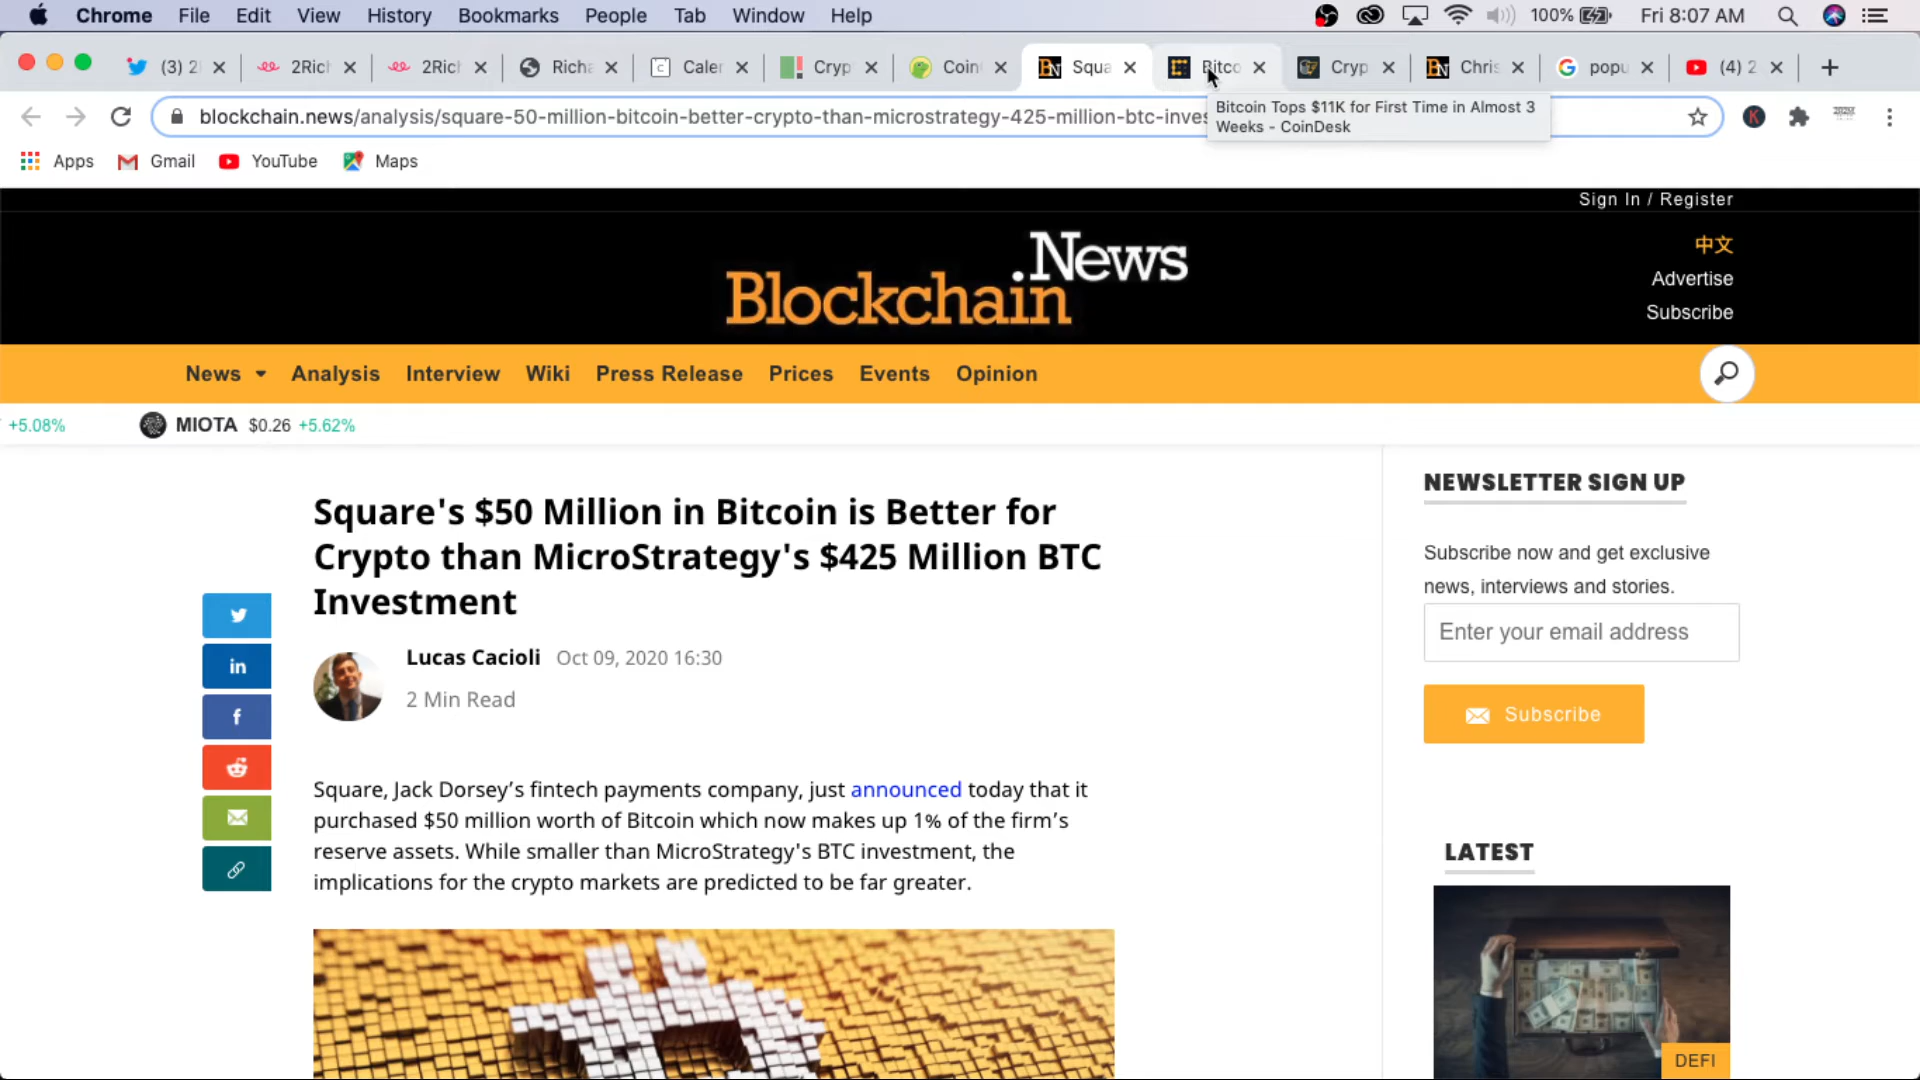 Chrome File Edit View History Bookmarks People Tab Window Help 100% Fri 8:07 AM
(3) 2 2Rich 2Rich Richa Caler Cryp Coin Squa Bitco Cryp Chris popu (4) 2
blockchain.news/analysis/square-50-million-bitcoin-better-crypto-than-microstrategy-425-million-btc-inves
Bitcoin Tops $11K for First Time in Almost 3
Weeks - CoinDesk
Apps Gmail YouTube Maps
Sign In / Register
Blockchain.News
中文
Advertise
Subscribe
News Analysis Interview Wiki Press Release Prices Events Opinion
+5.08% MIOTA $0.26 +5.62%
Square's $50 Million in Bitcoin is Better for
Crypto than MicroStrategy's $425 Million BTC
Investment
Lucas Cacioli Oct 09, 2020 16:30
2 Min Read
Square, Jack Dorsey’s fintech payments company, just announced today that it
purchased $50 million worth of Bitcoin which now makes up 1% of the firm’s
reserve assets. While smaller than MicroStrategy's BTC investment, the
implications for the crypto markets are predicted to be far greater.
NEWSLETTER SIGN UP
Subscribe now and get exclusive
news, interviews and stories.
Enter your email address
Subscribe
LATEST
DEFI